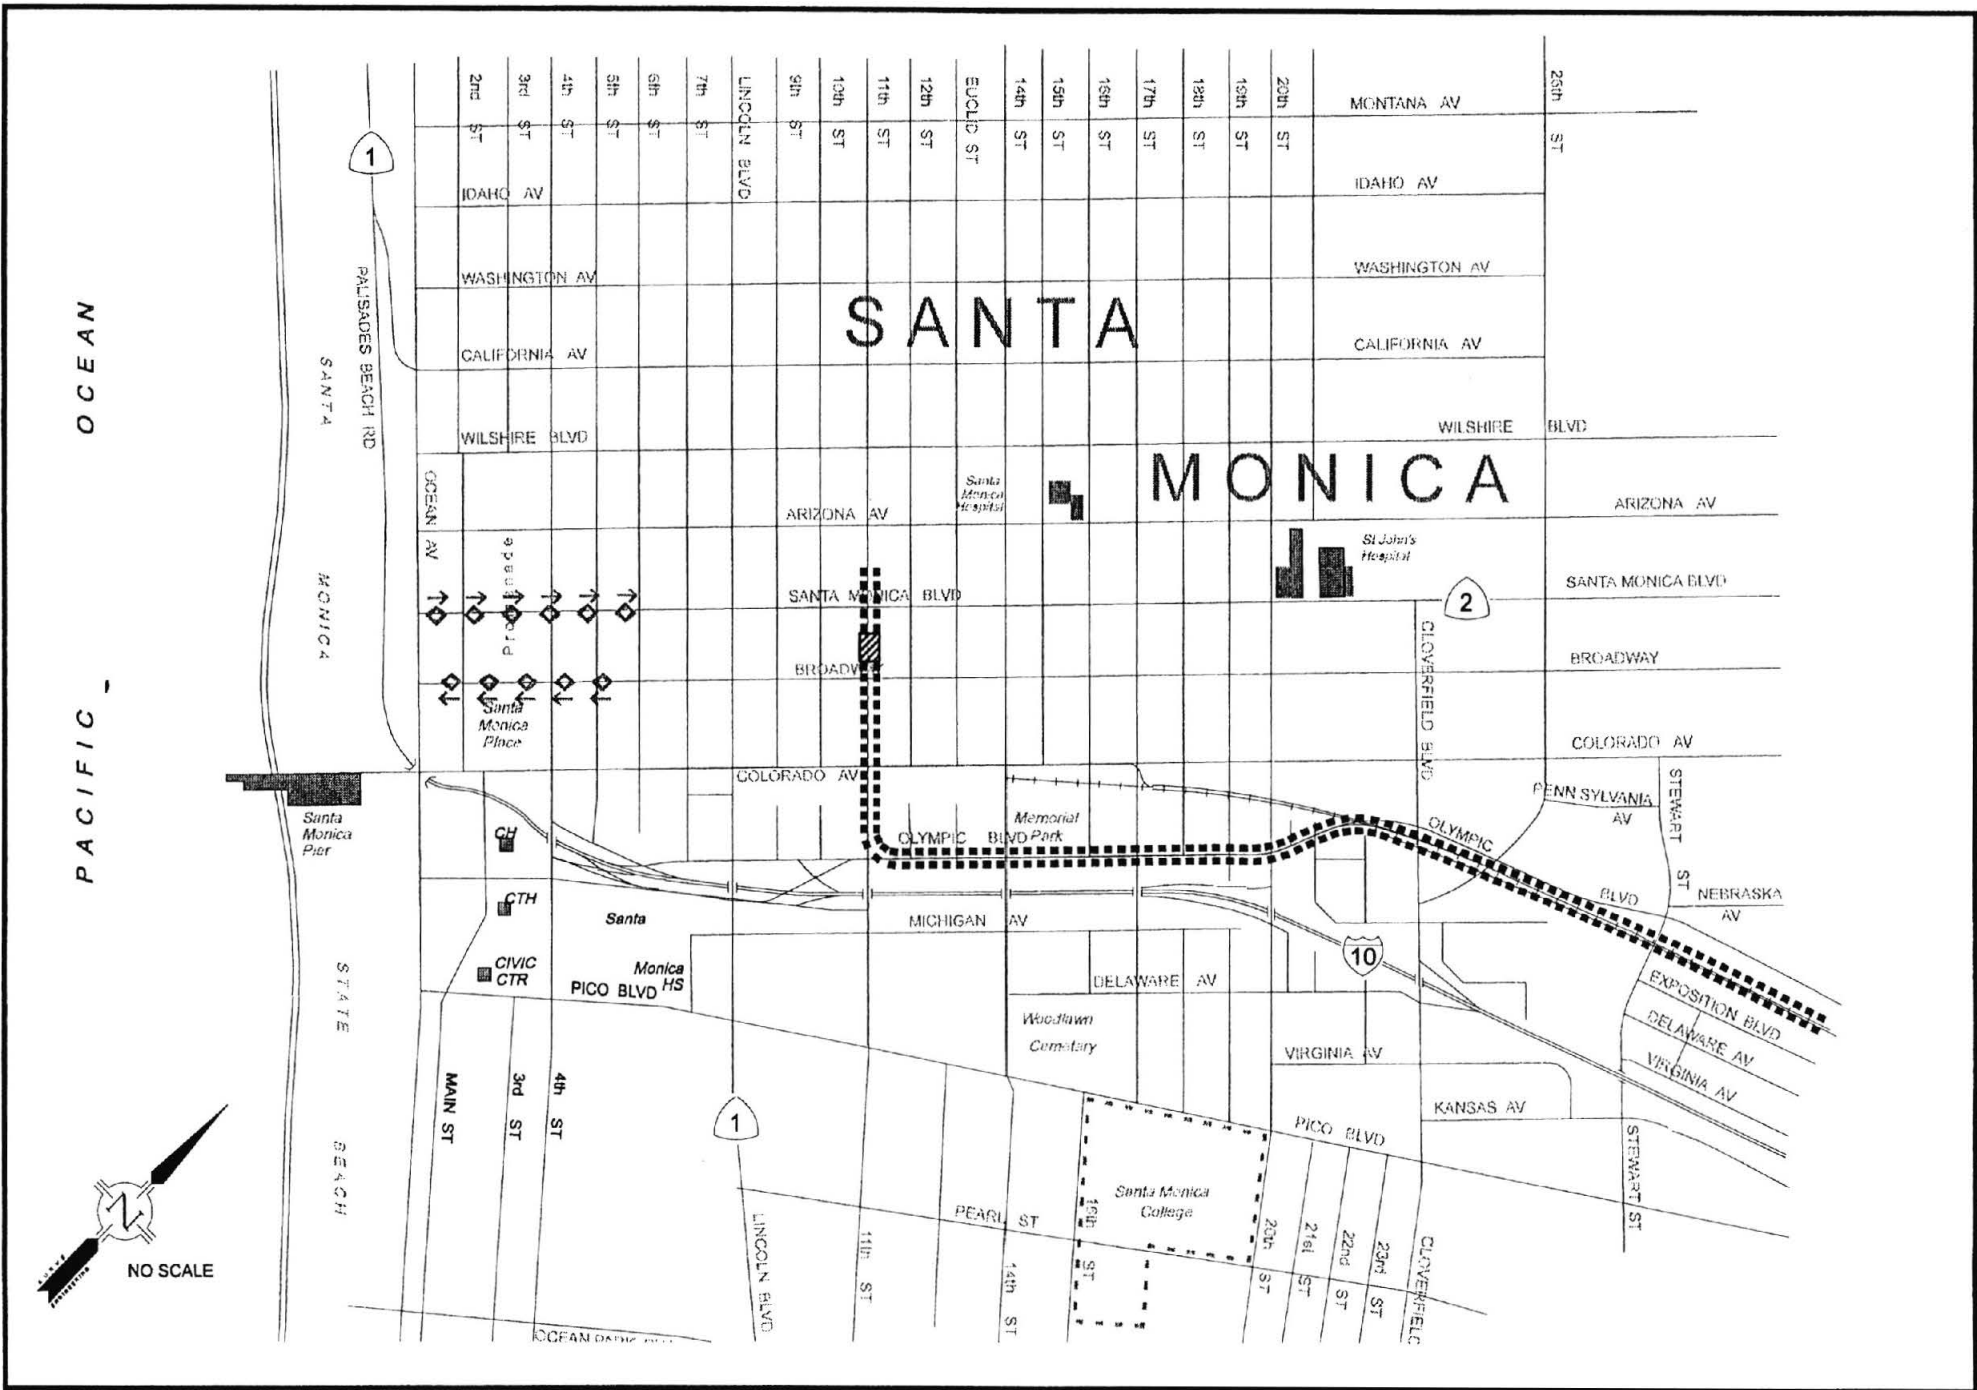 2nd ST
3rd ST
4th ST
5th ST
6th ST
7th ST
LINCOLN BLVD
9th ST
10th ST
11th ST
12th ST
EUCLID ST
14th ST
15th ST
16th ST
17th ST
18th ST
19th ST
20th ST
MONTANA AV
26th ST
1
IDAHO AV
IDAHO AV
WASHINGTON AV
WASHINGTON AV
PALISADES BEACH RD
SANTA
CALIFORNIA AV
CALIFORNIA AV
OCEAN
WILSHIRE BLVD
WILSHIRE BLVD
MONICA
OCEAN AV
Santa
Monica
Hospital
ARIZONA AV
ARIZONA AV
Promenade
St John's
Hospital
SANTA MONICA BLVD
SANTA MONICA BLVD
2
BROADWAY
BROADWAY
CLOVERFIELD BLVD
Santa
Monica
Place
COLORADO AV
COLORADO AV
PACIFIC
SANTA MONICA STATE BEACH
Santa
Monica
Pier
PENNSYLVANIA
AV
STEWART ST
CH
OLYMPIC BLVD
Memorial
Park
OLYMPIC BLVD
NEBRASKA
AV
CTH
Santa
Monica
HS
MICHIGAN AV
10
CIVIC
CTR
PICO BLVD
DELAWARE AV
EXPOSITION BLVD
DELAWARE AV
VIRGINIA AV
Woodlawn
Cemetary
VIRGINIA AV
KANSAS AV
MAIN ST
3rd ST
4th ST
1
PICO BLVD
STEWART ST
Santa Monica
College
PEARL ST
LINCOLN BLVD
11th ST
14th ST
16th ST
20th ST
21st ST
22nd ST
23rd ST
CLOVERFIELD
N
NO SCALE